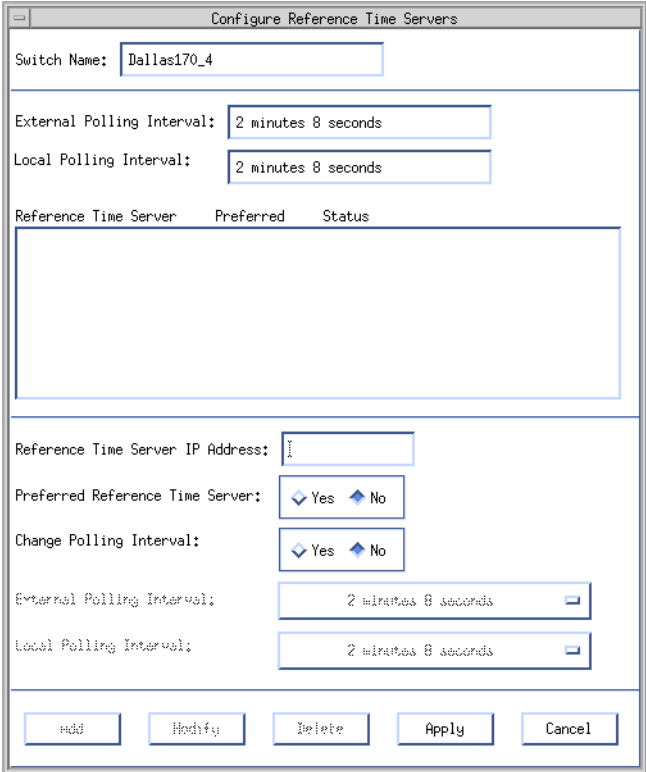 Configure Reference Time Servers
Switch Name: Dallas170_4
External Polling Interval: 2 minutes 8 seconds
Local Polling Interval: 2 minutes 8 seconds
Reference Time Server Preferred Status
Reference Time Server IP Address:
Preferred Reference Time Server: Yes No
Change Polling Interval: Yes No
External Polling Interval: 2 minutes 8 seconds
Local Polling Interval: 2 minutes 8 seconds
Add Modify Delete Apply Cancel